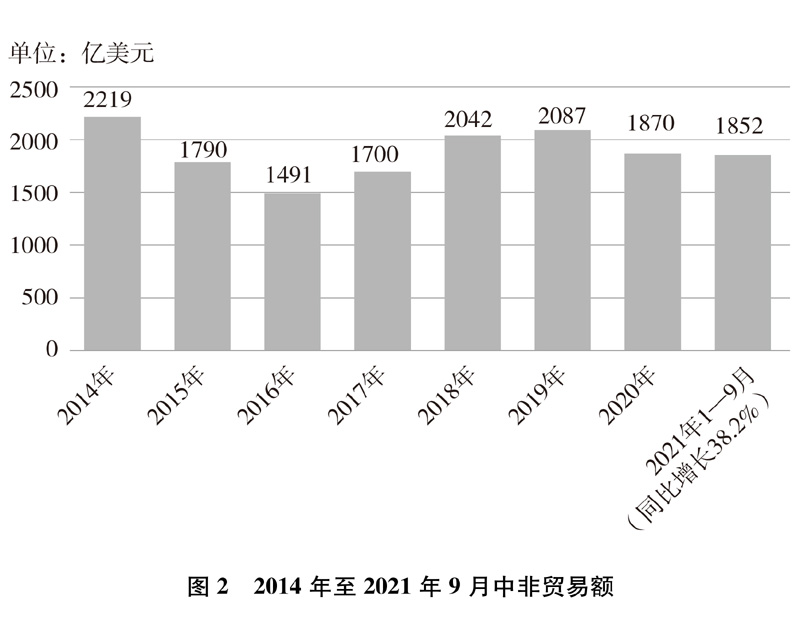 单位：亿美元
2500
2000
1500
1000
500
0
2219
1790
1491
1700
2042
2087
1870
1852
2014年
2015年
2016年
2017年
2018年
2019年
2020年
2021年1—9月
（同比增长38.2%）
图 2　2014 年至 2021 年 9 月中非贸易额